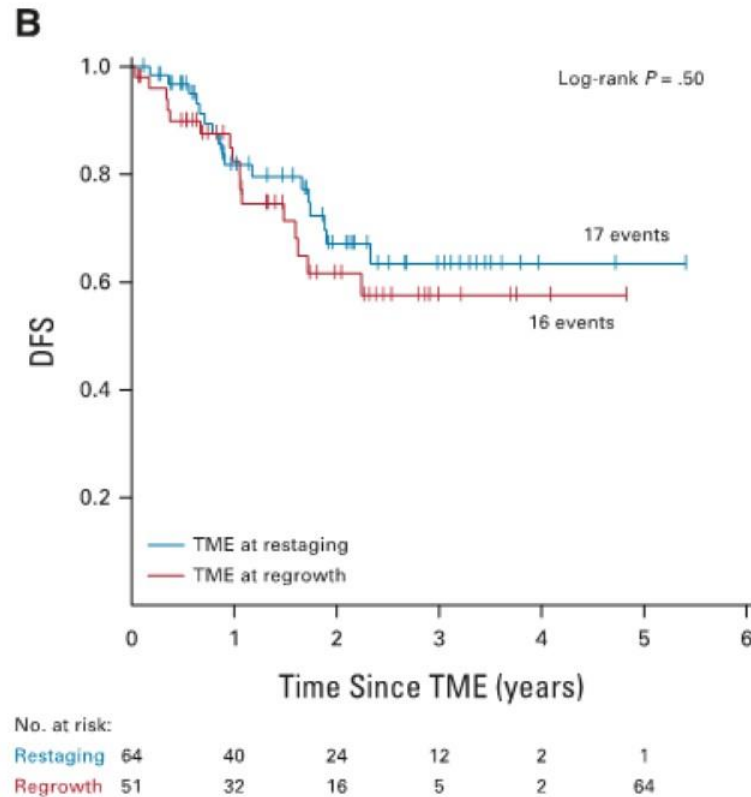 B
1.0
Log-rank P = .50
0.8
17 events
0.6
16 events
DFS
0.4
0.2
TME at restaging
TME at regrowth
0 1 2 3 4 5 6
Time Since TME (years)
No. at risk:
Restaging 64 40 24 12 2 1
Regrowth 51 32 16 5 2 64